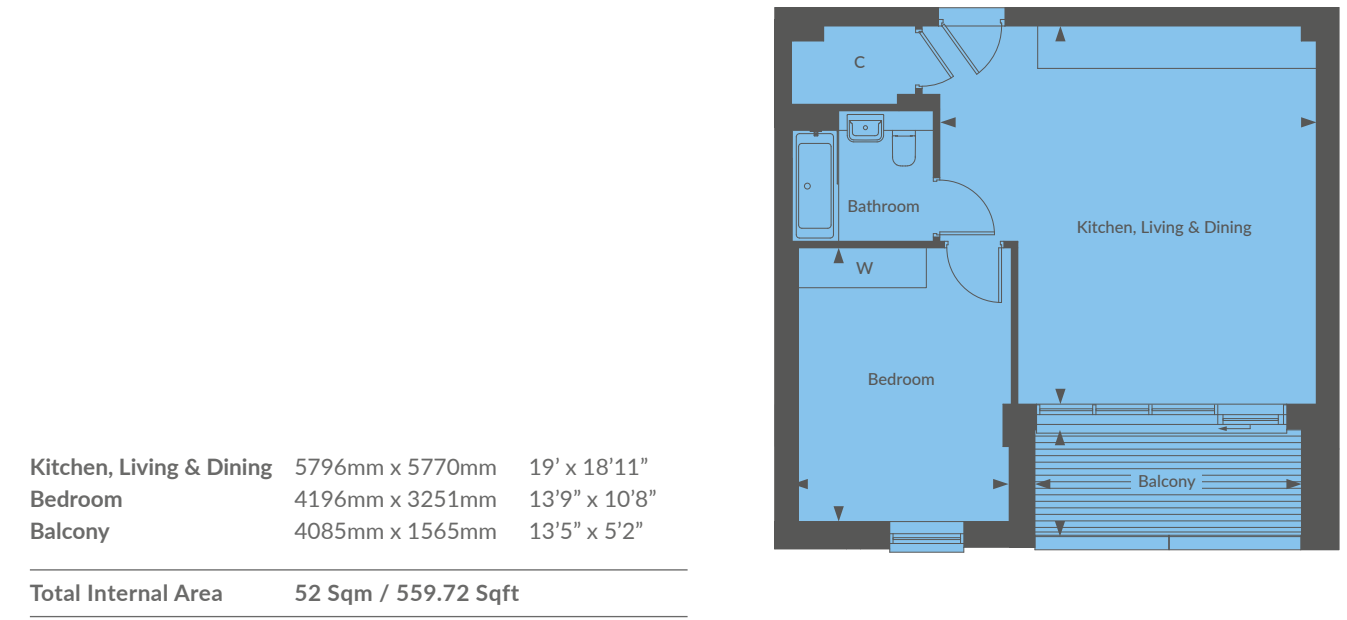 Kitchen, Living & Dining 5796mm x 5770mm 19’ x 18’11”
Bedroom 4196mm x 3251mm 13’9” x 10’8”
Balcony 4085mm x 1565mm 13’5” x 5’2”
Total Internal Area 52 Sqm / 559.72 Sqft
C
Bathroom
Kitchen, Living & Dining
W
Bedroom
Balcony